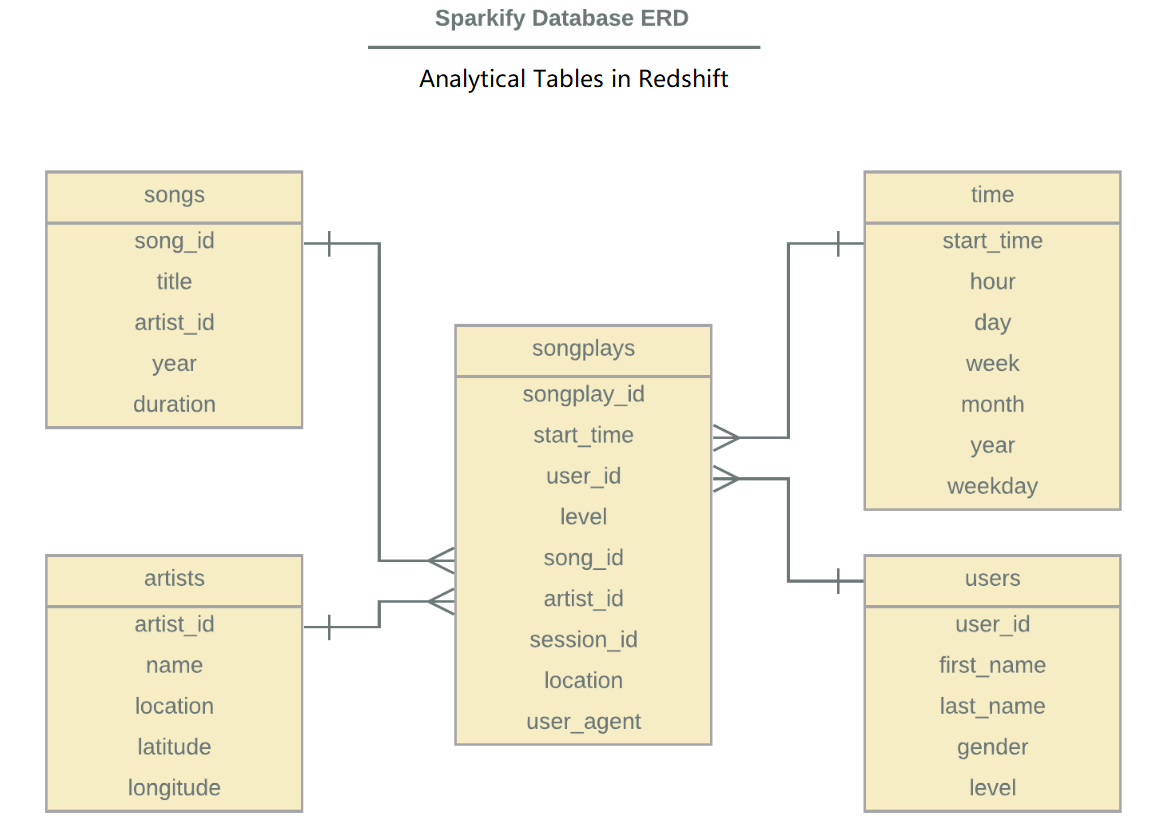 Sparkify Database ERD
Analytical Tables in Redshift
songs
song_id
title
artist_id
year
duration
artists
artist_id
name
location
latitude
longitude
songplays
songplay_id
start_time
user_id
level
song_id
artist_id
session_id
location
user_agent
time
start_time
hour
day
week
month
year
weekday
users
user_id
first_name
last_name
gender
level